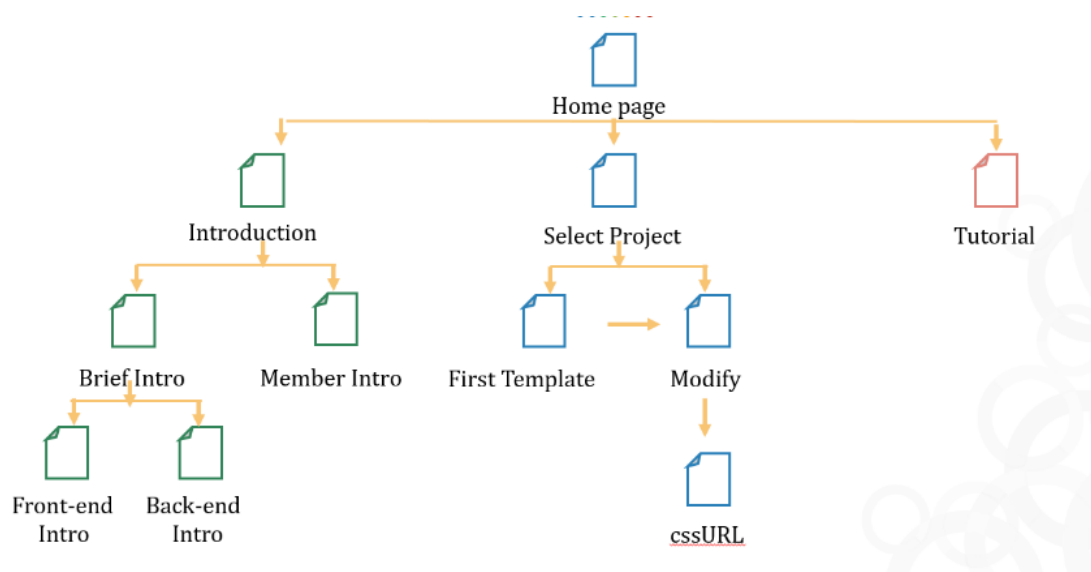 Home page
Introduction
Select Project
Tutorial
Brief Intro
Member Intro
First Template
Modify
Front-end
Intro
Back-end
Intro
cssURL